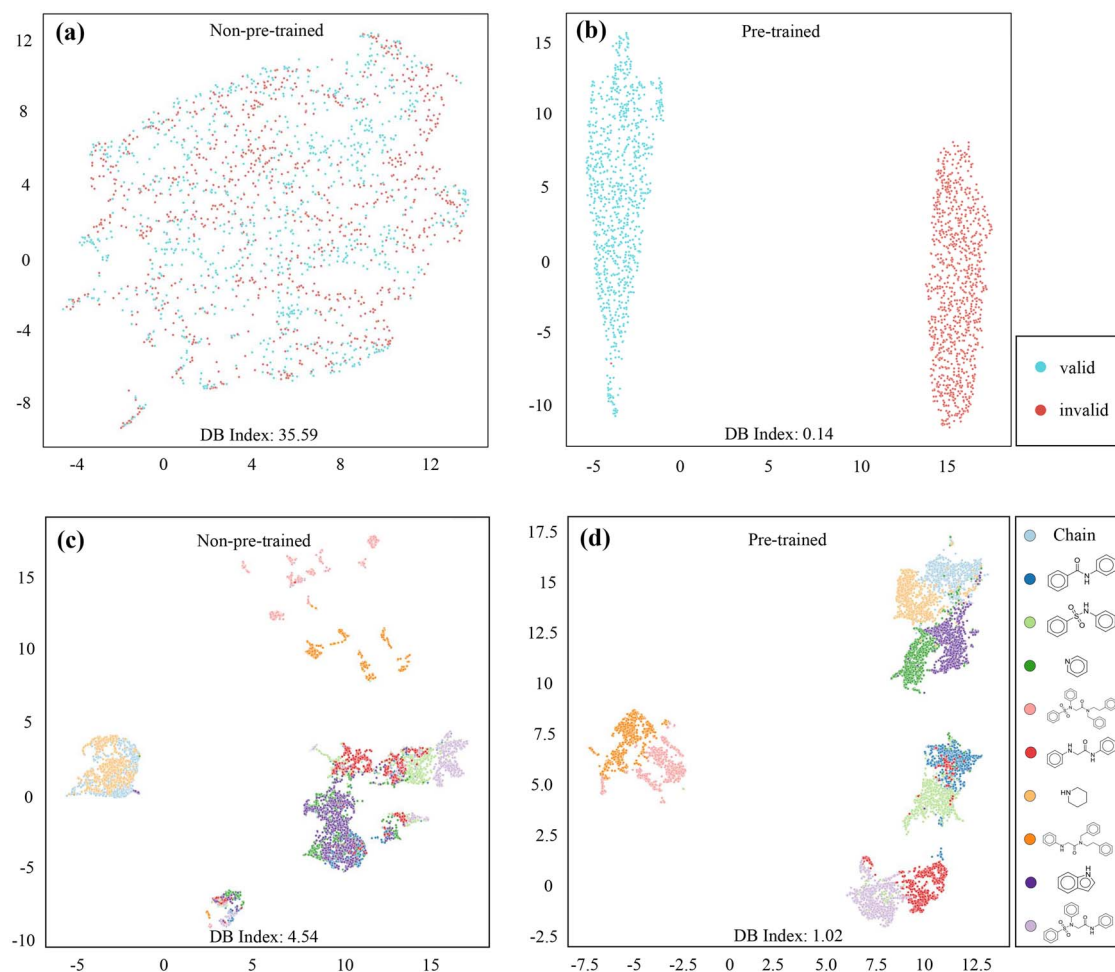 (a) Non-pre-trained
12
8
4
0
-4
-8
DB Index: 35.59
-4 0 4 8 12
(b) Pre-trained
15
10
5
0
-5
-10
DB Index: 0.14
-5 0 5 10 15
valid
invalid
(c) Non-pre-trained
15
10
5
0
-5
-10
DB Index: 4.54
-5 0 5 10 15
(d) Pre-trained
17.5
15
12.5
10
7.5
5.0
2.5
0
-2.5
DB Index: 1.02
-7.5 -5 -2.5 0 7.5 5.0 7.5 10 12.5
Chain
O
N
H
O
S
O
H
N
N
O
S
O
N
O
N
H
N
O
N
H
HN
N
H
O
N
H
N
O
S
O
N
O
N
H